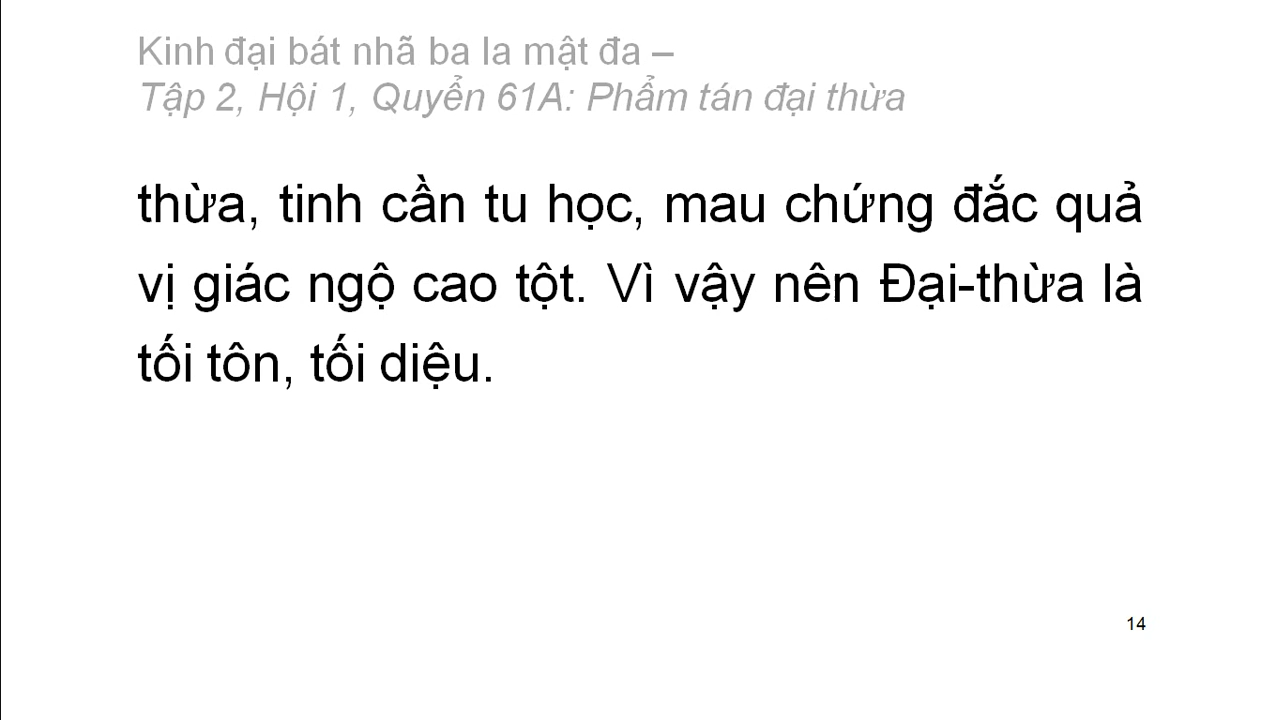 Kinh đại bát nhã ba la mật đa –
Tập 2, Hội 1, Quyển 61A: Phẩm tán đại thừa
thừa, tinh cần tu học, mau chứng đắc quả
vị giác ngộ cao tột. Vì vậy nên Đại-thừa là
tối tôn, tối diệu.
14